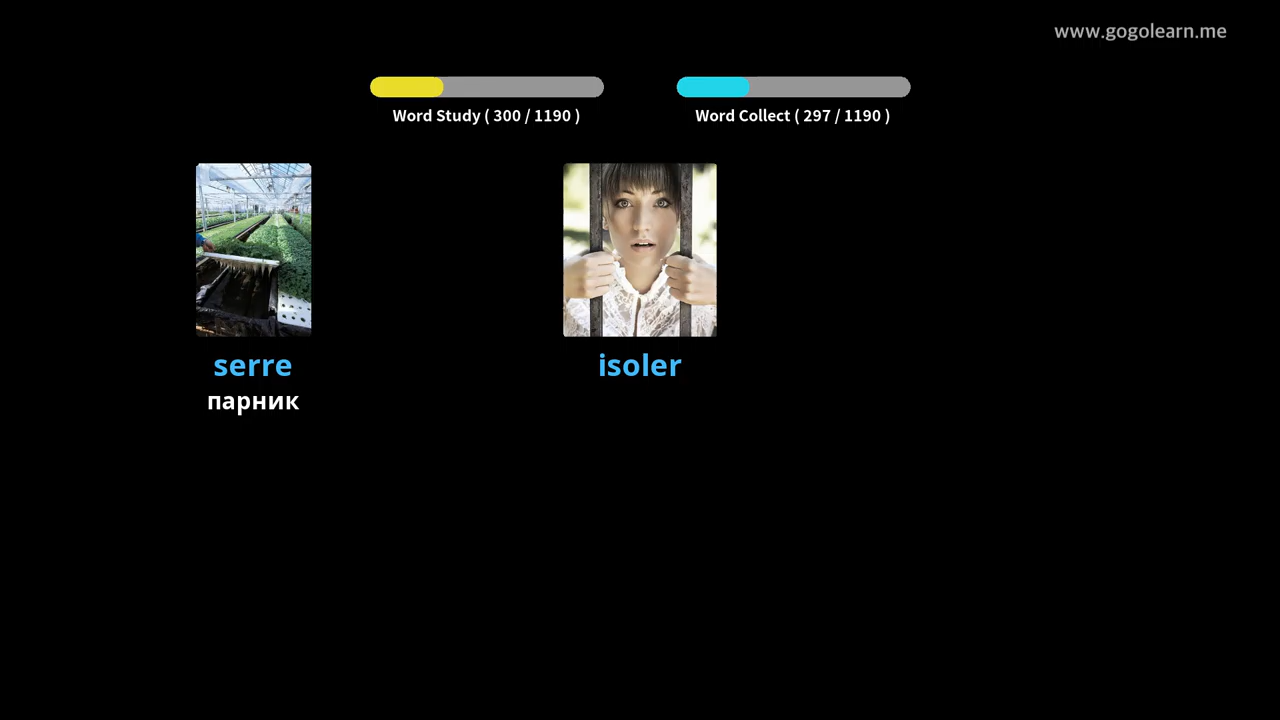 www.gogolearn.me
Word Study ( 300 / 1190 )
Word Collect ( 297 / 1190 )
serre
парник
isoler